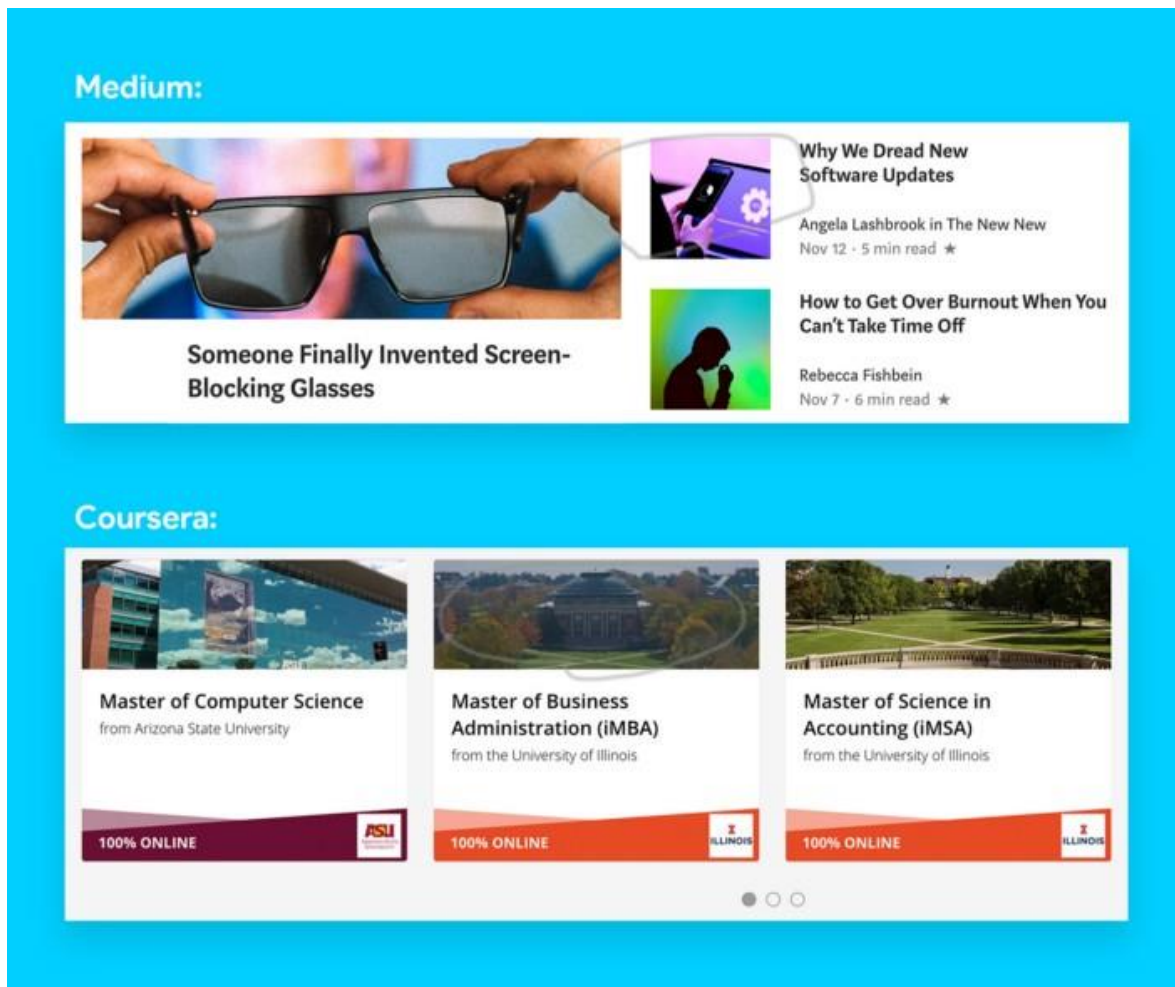 Medium:
Someone Finally Invented Screen-
Blocking Glasses
Why We Dread New
Software Updates
Angela Lashbrook in The New New
Nov 12 · 5 min read ★
How to Get Over Burnout When You
Can't Take Time Off
Rebecca Fishbein
Nov 7 · 6 min read ★
Coursera:
Master of Computer Science
from Arizona State University
100% ONLINE
ASU
Master of Business
Administration (iMBA)
from the University of Illinois
100% ONLINE
I
ILLINOIS
Master of Science in
Accounting (iMSA)
from the University of Illinois
100% ONLINE
I
ILLINOIS